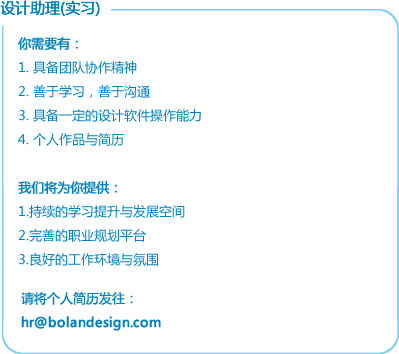 设计助理(实习)
你需要有：
1. 具备团队协作精神
2. 善于学习，善于沟通
3. 具备一定的设计软件操作能力
4. 个人作品与简历
我们将为你提供：
1.持续的学习提升与发展空间
2.完善的职业规划平台
3.良好的工作环境与氛围
请将个人简历发往：
hr@bolandesign.com